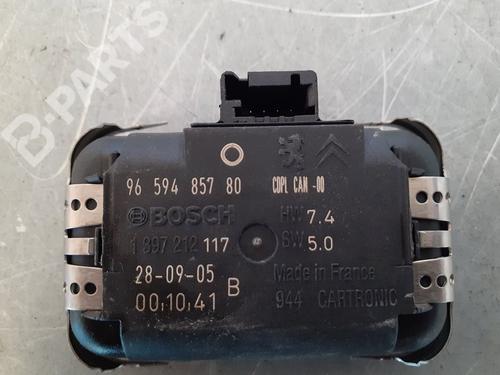 B-PARTS
96 594 857 80
CDPL CAN -00
BOSCH
HW 7.4
1 897 212 117
SW 5.0
28-09-05
Made in France
00,10,41 B
944 CARTRONIC